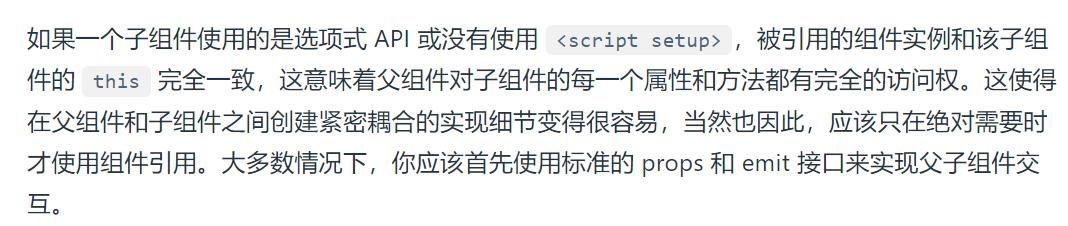 如果一个子组件使用的是选项式 API 或没有使用 <script setup>，被引用的组件实例和该子组
件的 this 完全一致，这意味着父组件对子组件的每一个属性和方法都有完全的访问权。这使得
在父组件和子组件之间创建紧密耦合的实现细节变得很容易，当然也因此，应该只在绝对需要时
才使用组件引用。大多数情况下，你应该首先使用标准的 props 和 emit 接口来实现父子组件交
互。